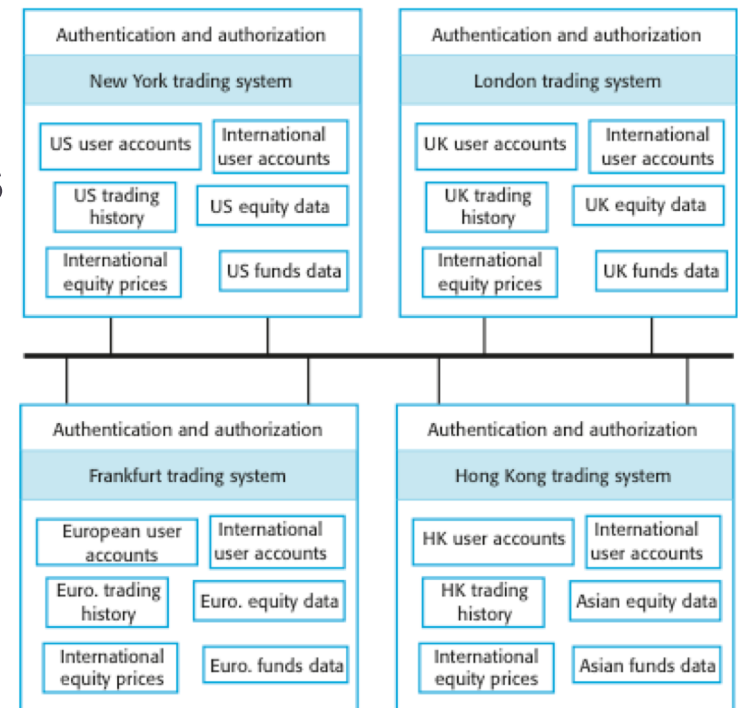 Authentication and authorization
New York trading system
US user accounts
International
user accounts
US trading
history
US equity data
International
equity prices
US funds data
Authentication and authorization
London trading system
UK user accounts
International
user accounts
UK trading
history
UK equity data
International
equity prices
UK funds data
Authentication and authorization
Frankfurt trading system
European user
accounts
International
user accounts
Euro. trading
history
Euro. equity data
International
equity prices
Euro. funds data
Authentication and authorization
Hong Kong trading system
HK user accounts
International
user accounts
HK trading
history
Asian equity data
International
equity prices
Asian funds data